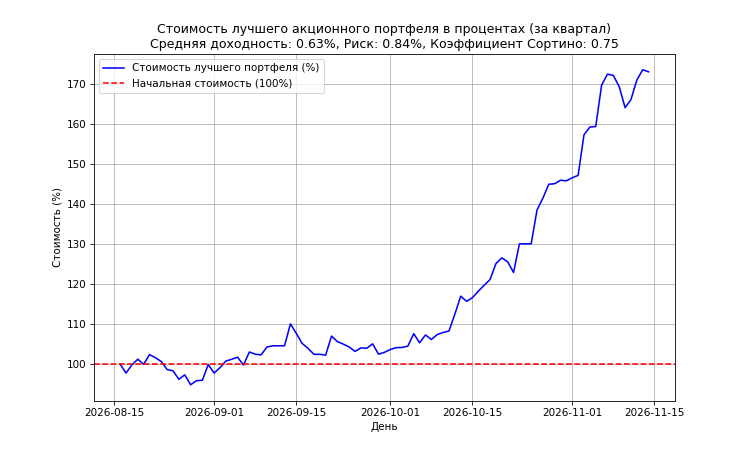 Стоимость лучшего акционного портфеля в процентах (за квартал)
Средняя доходность: 0.63%, Риск: 0.84%, Коэффициент Сортино: 0.75
Стоимость лучшего портфеля (%)
Начальная стоимость (100%)
Стоимость (%)
170
160
150
140
130
120
110
100
2026-08-15
2026-09-01
2026-09-15
2026-10-01
2026-10-15
2026-11-01
2026-11-15
День